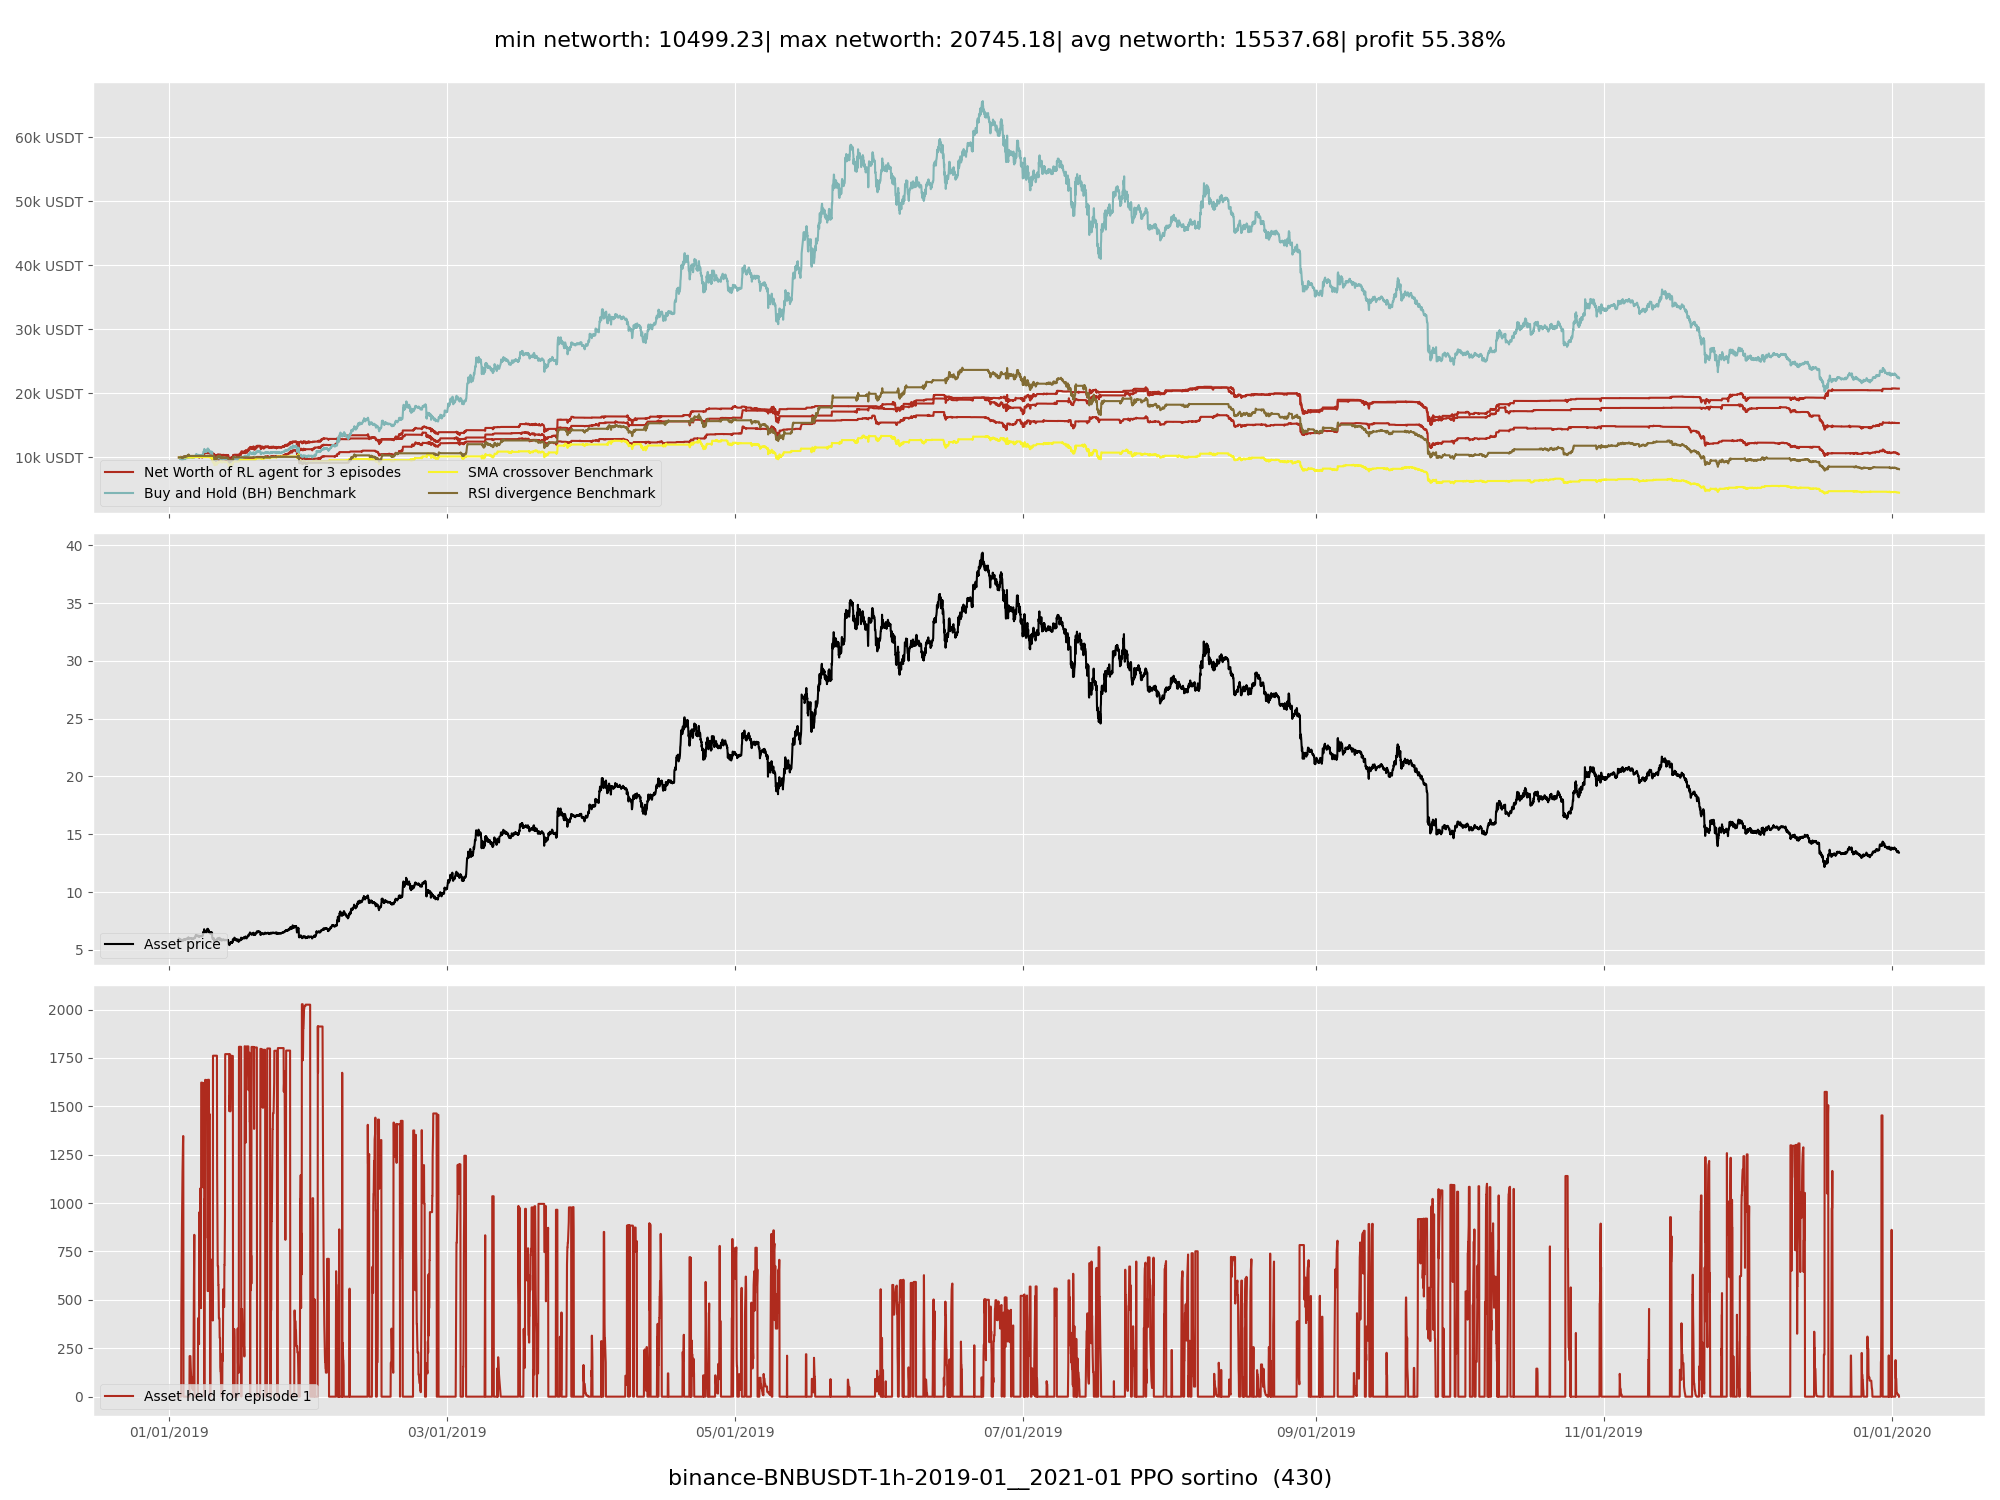 min networth: 10499.23| max networth: 20745.18| avg networth: 15537.68| profit 55.38%
60k USDT
50k USDT
40k USDT
30k USDT
20k USDT
10k USDT
Net Worth of RL agent for 3 episodes
Buy and Hold (BH) Benchmark
SMA crossover Benchmark
RSI divergence Benchmark
40
35
30
25
20
15
10
5
Asset price
2000
1750
1500
1250
1000
750
500
250
0
Asset held for episode 1
01/01/2019
03/01/2019
05/01/2019
07/01/2019
09/01/2019
11/01/2019
01/01/2020
binance-BNBUSDT-1h-2019-01__2021-01 PPO sortino  (430)